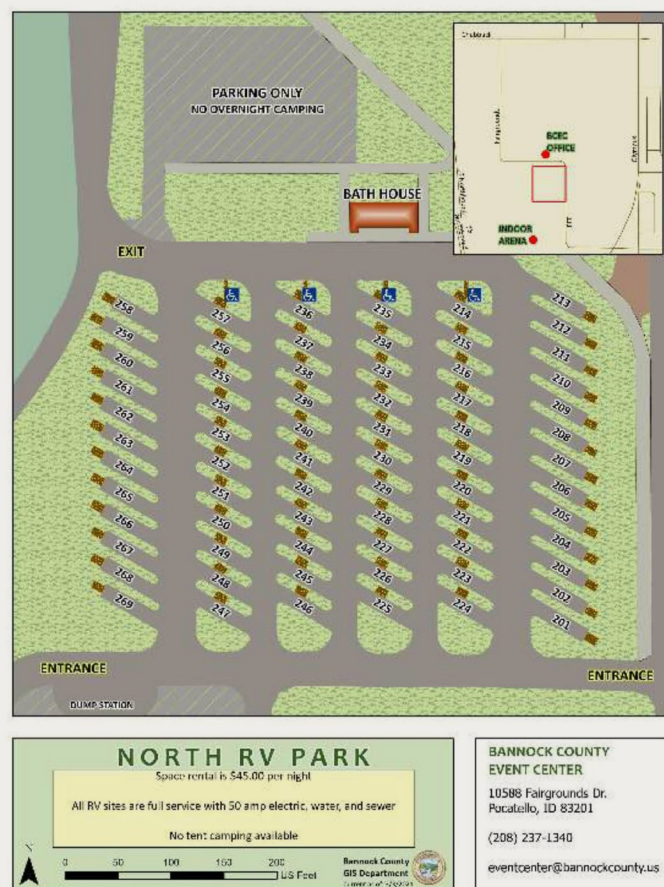 PARKING ONLY
NO OVERNIGHT CAMPING
Chubbuck
Fairgrounds
BCEC
OFFICE
Olympus
INDOOR
ARENA
BATH HOUSE
EXIT
258
259
260
261
262
263
264
265
266
267
268
269
257
256
255
254
253
252
251
250
249
248
247
236
237
238
239
240
241
242
243
244
245
246
235
234
233
232
231
230
229
228
227
226
225
214
215
216
217
218
219
220
221
222
223
224
213
212
211
210
209
208
207
206
205
204
203
202
201
ENTRANCE
ENTRANCE
DUMP STATION
NORTH RV PARK
Space rental is $45.00 per night
All RV sites are full service with 50 amp electric, water, and sewer
No tent camping available
N
0 50 100 150 200
US Feet
Bannock County
GIS Department
BANNOCK COUNTY
EVENT CENTER
10588 Fairgrounds Dr.
Pocatello, ID 83201
(208) 237-1340
eventcenter@bannockcounty.us